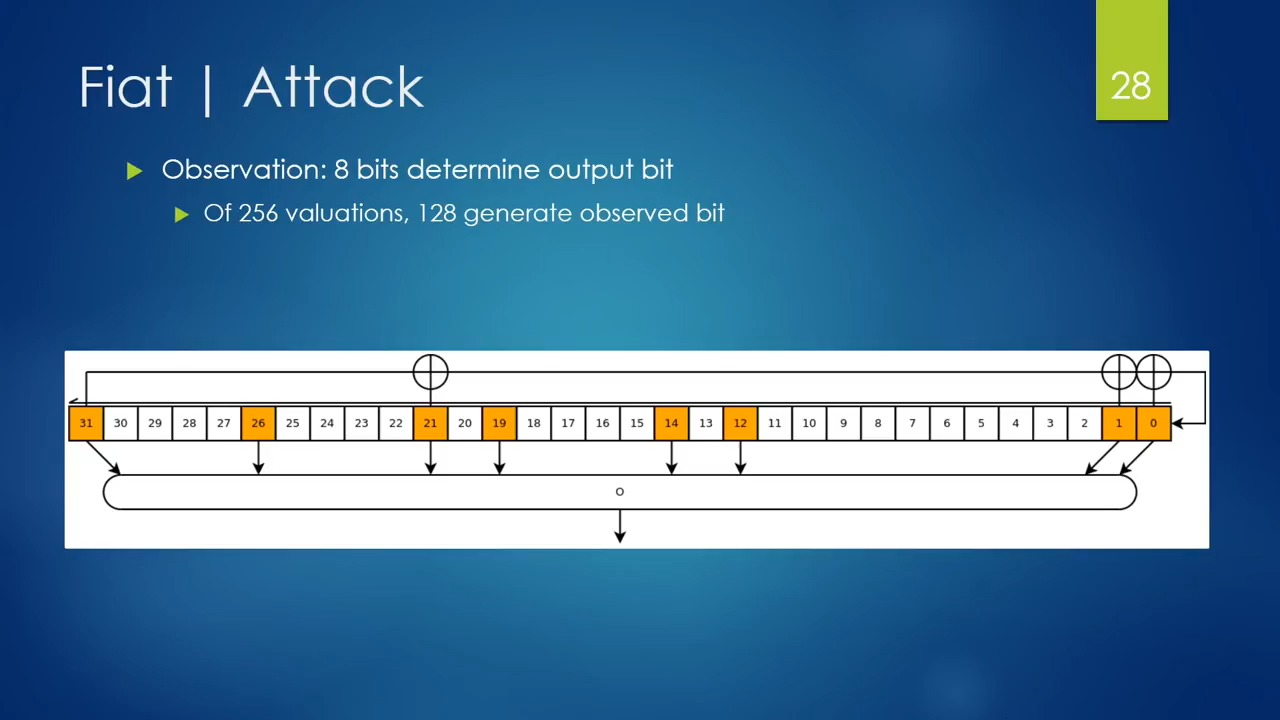 Fiat | Attack
28
Observation: 8 bits determine output bit
Of 256 valuations, 128 generate observed bit
31 30 29 28 27 26 25 24 23 22 21 20 19 18 17 16 15 14 13 12 11 10 9 8 7 6 5 4 3 2 1 0
o